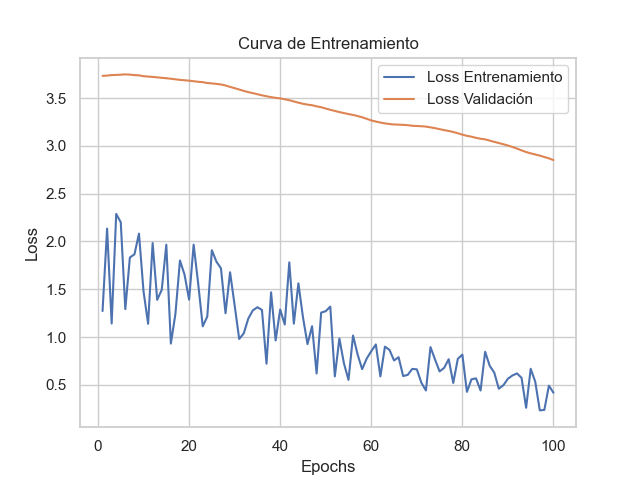 Curva de Entrenamiento
Loss Entrenamiento
Loss Validación
Loss
3.5
3.0
2.5
2.0
1.5
1.0
0.5
0 20 40 60 80 100
Epochs